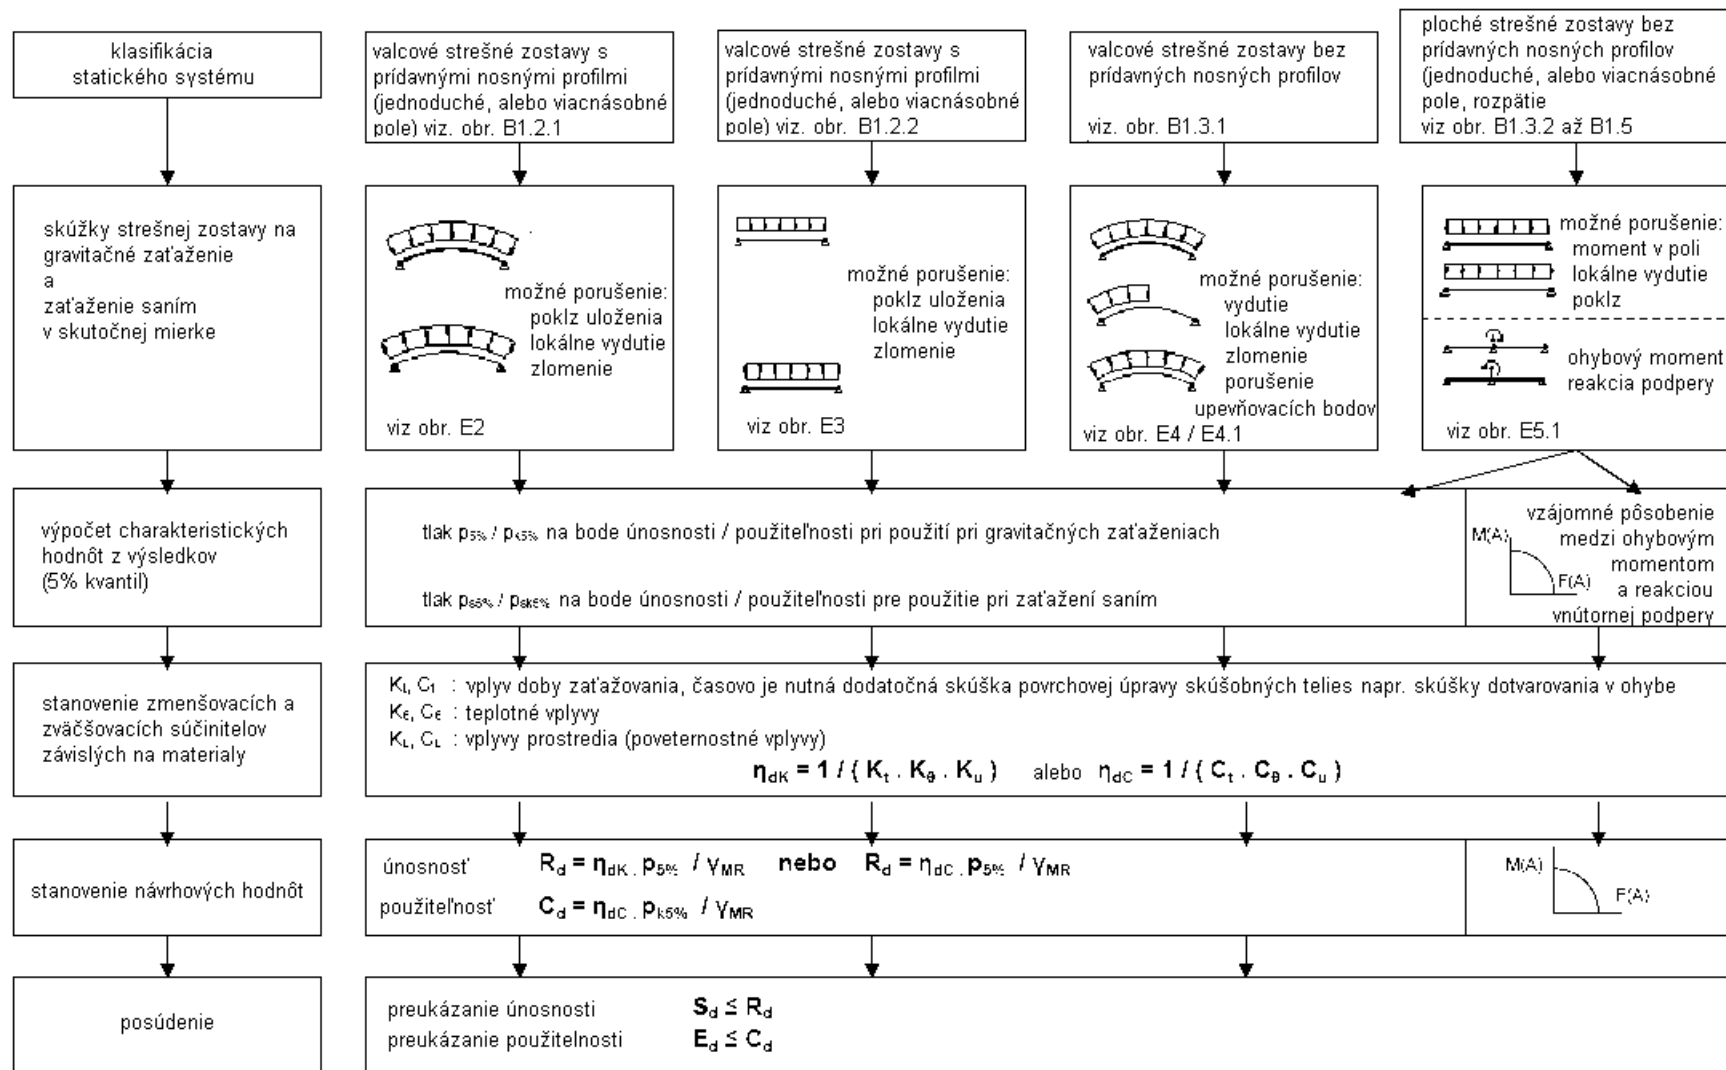 klasifikácia
statického systému
valcové strešné zostavy s
prídavnými nosnými profilmi
(jednoduché, alebo viacnásobné
pole) viz. obr. B1.2.1
valcové strešné zostavy s
prídavnými nosnými profilmi
(jednoduché, alebo viacnásobné
pole) viz. obr. B1.2.2
valcové strešné zostavy bez
prídavných nosných profilov
viz. obr. B1.3.1
ploché strešné zostavy bez
prídavných nosných profilov
(jednoduché, alebo viacnásobné
pole, rozpätie
viz obr. B1.3.2 až B1.5
skúžky strešnej zostavy na
gravitačné zaťaženie
a
zaťaženie saním
v skutočnej mierke
možné porušenie:
poklz uloženia
lokálne vydutie
zlomenie
viz obr. E2
možné porušenie:
poklz uloženia
lokálne vydutie
zlomenie
viz obr. E3
možné porušenie:
vydutie
lokálne vydutie
zlomenie
porušenie
upevňovacích bodov
viz obr. E4 / E4.1
možné porušenie:
moment v poli
lokálne vydutie
poklz
ohybový moment
reakcia podpery
viz obr. E5.1
výpočet charakteristických
hodnôt z výsledkov
(5% kvantil)
tlak p5% / pk5% na bode únosnosti / použiteľnosti pri použití pri gravitačných zaťaženiach
tlak ps5% / psk5% na bode únosnosti / použiteľnosti pre použitie pri zaťažení saním
M(A)
F(A)
vzájomné pôsobenie
medzi ohybovým
momentom
a reakciou
vnútornej podpery
stanovenie zmenšovacích a
zväčšovacích súčinitelov
závislých na materialy
Kt, Ct : vplyv doby zaťažovania, časovo je nutná dodatočná skúška povrchovej úpravy skúšobných telies napr. skúšky dotvarovania v ohybe
K€, C€ : teplotné vplyvy
KL, CL : vplyvy prostredia (poveternostné vplyvy)
ηdK = 1 / ( Kt . Kθ . Ku ) alebo ηdC = 1 / ( Ct . Cθ . Cu )
stanovenie návrhových hodnôt
únosnosť Rd = ηdK . p5% / γMR nebo Rd = ηdC . p5% / γMR
použiteľnosť Cd = ηdC . pk5% / γMR
M(A)
F(A)
posúdenie
preukázanie únosnosti Sd ≤ Rd
preukázanie použitelnosti Ed ≤ Cd